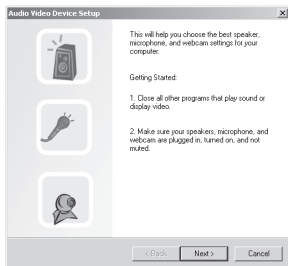 Audio Video Device Setup
This will help you choose the best speaker,
microphone, and webcam settings for your
computer.
Getting Started:
1. Close all other programs that play sound or
display video.
2. Make sure your speakers, microphone, and
webcam are plugged in, turned on, and not
muted.
< Back Next > Cancel